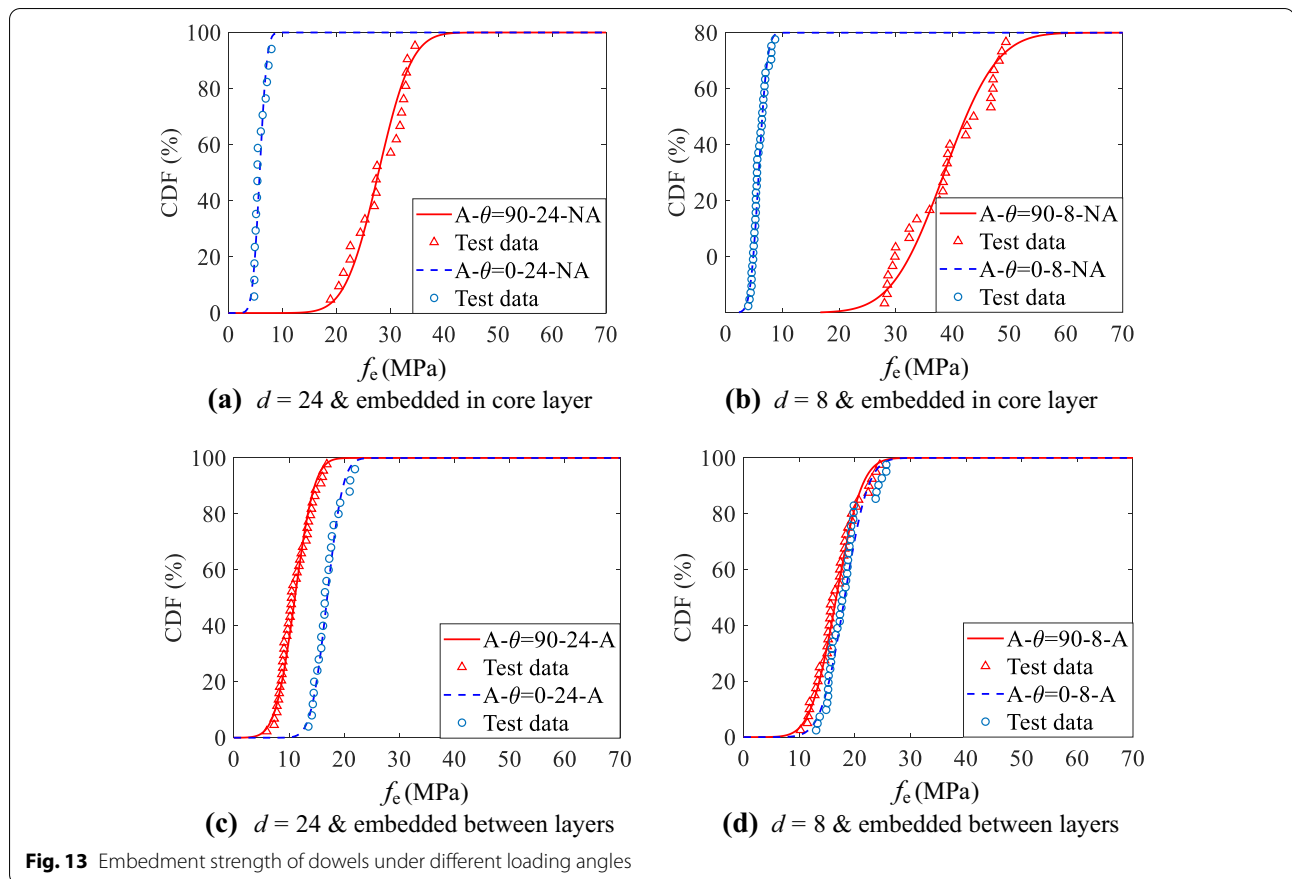 100
80
60
40
20
0
CDF (%)
A-θ=90-24-NA
Test data
A-θ=0-24-NA
Test data
0 10 20 30 40 50 60 70
fe (MPa)
(a) d = 24 & embedded in core layer
80
60
40
20
0
CDF (%)
A-θ=90-8-NA
Test data
A-θ=0-8-NA
Test data
0 10 20 30 40 50 60 70
fe (MPa)
(b) d = 8 & embedded in core layer
100
80
60
40
20
0
CDF (%)
A-θ=90-24-A
Test data
A-θ=0-24-A
Test data
0 10 20 30 40 50 60 70
fe (MPa)
(c) d = 24 & embedded between layers
100
80
60
40
20
0
CDF (%)
A-θ=90-8-A
Test data
A-θ=0-8-A
Test data
0 10 20 30 40 50 60 70
fe (MPa)
(d) d = 8 & embedded between layers
Fig. 13 Embedment strength of dowels under different loading angles